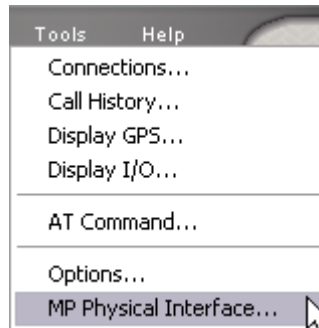 Tools Help
Connections...
Call History...
Display GPS...
Display I/O...
AT Command...
Options...
MP Physical Interface...